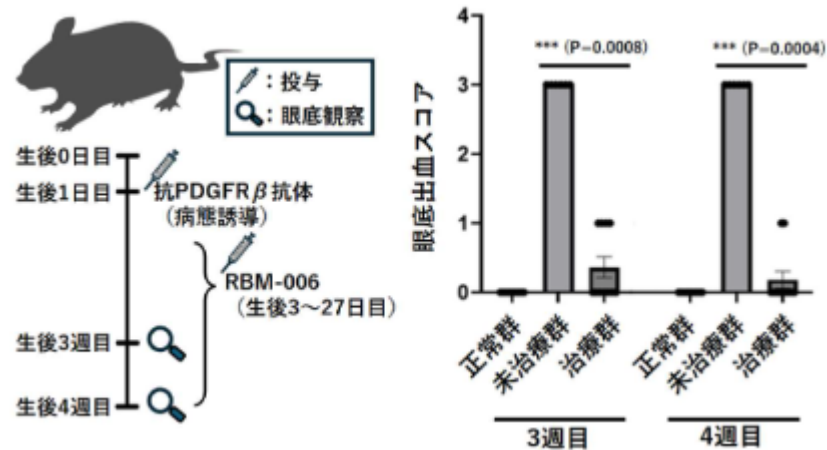 ：投与
：眼底観察
生後0日目
生後1日目
抗PDGFRβ抗体
（病態誘導）
RBM-006
（生後3～27日目）
生後3週目
生後4週目
眼底出血スコア
4
3
2
1
0
*** (P=0.0008)
*** (P=0.0004)
正常群
未治療群
治療群
正常群
未治療群
治療群
3週目
4週目